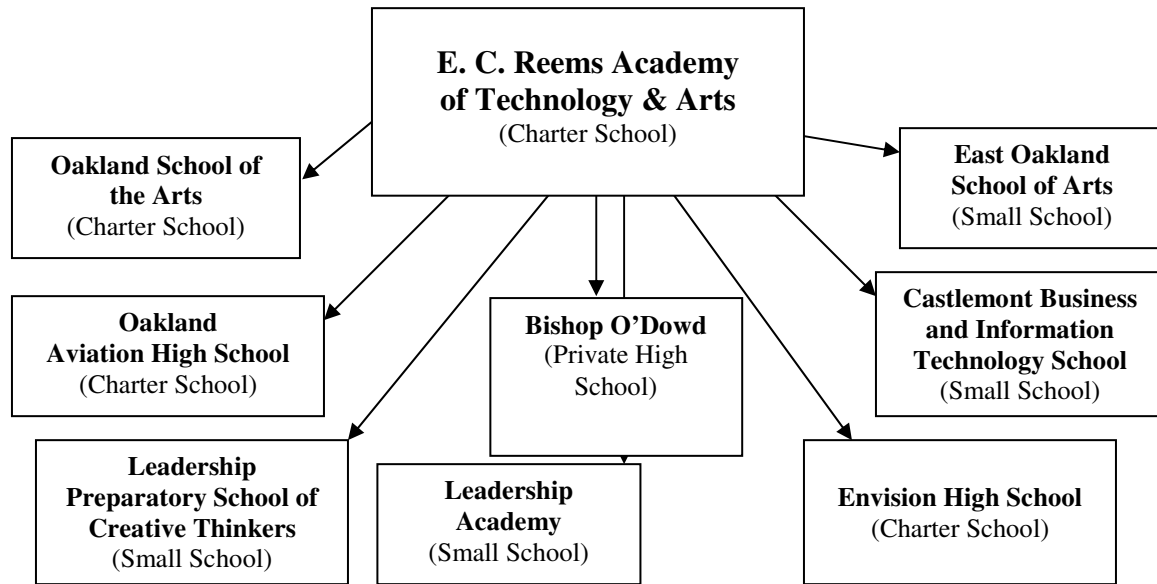 E. C. Reems Academy
of Technology & Arts
(Charter School)
Oakland School of
the Arts
(Charter School)
East Oakland
School of Arts
(Small School)
Oakland
Aviation High School
(Charter School)
Bishop O’Dowd
(Private High
School)
Castlemont Business
and Information
Technology School
(Small School)
Leadership
Preparatory School of
Creative Thinkers
(Small School)
Leadership
Academy
(Small School)
Envision High School
(Charter School)